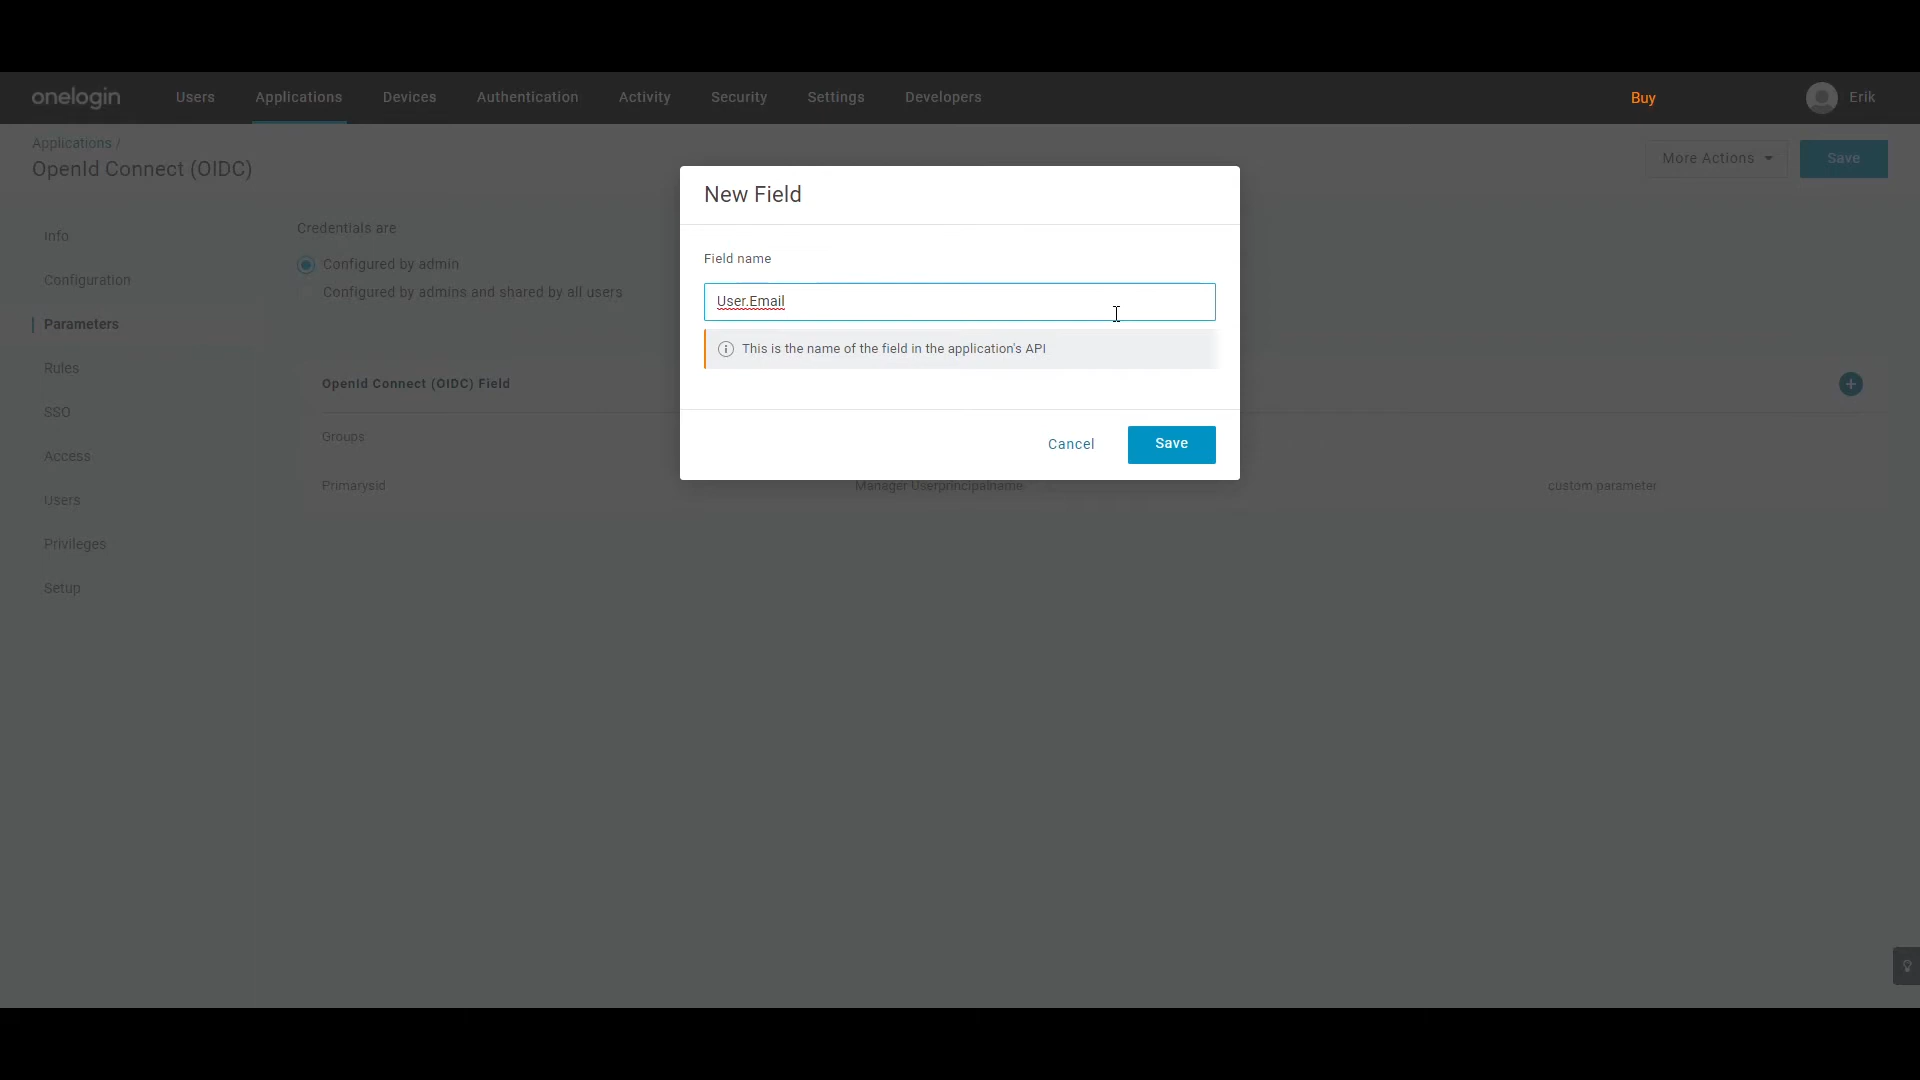 onelogin Users Applications Devices Authentication Activity Security Settings Developers Buy Erik
Applications /
OpenId Connect (OIDC)
More Actions Save
Info
Configuration
Parameters
Rules
SSO
Access
Users
Privileges
Setup
Credentials are
Configured by admin
Configured by admins and shared by all users
OpenId Connect (OIDC) Field
Groups
Primarysid Manager Userprincipalname custom parameter
New Field
Field name
User.Email
This is the name of the field in the application's API
Cancel Save